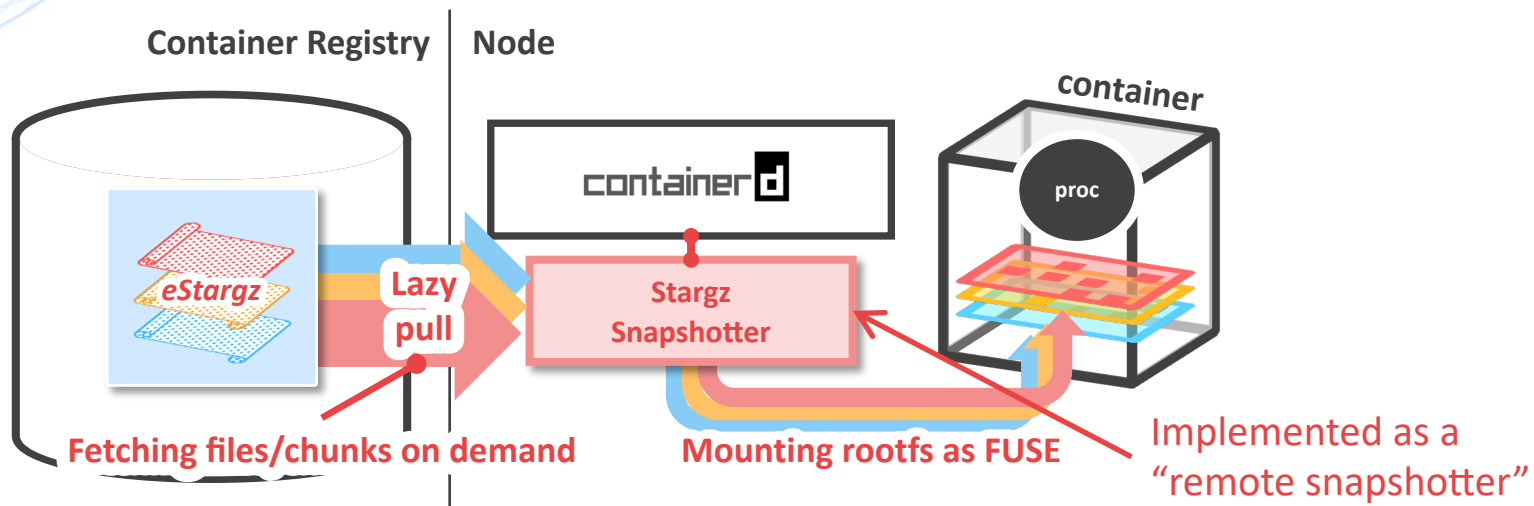 Container Registry
Node
container
containerd
proc
eStargz
Lazy
pull
Stargz
Snapshotter
Fetching files/chunks on demand
Mounting rootfs as FUSE
Implemented as a
“remote snapshotter”